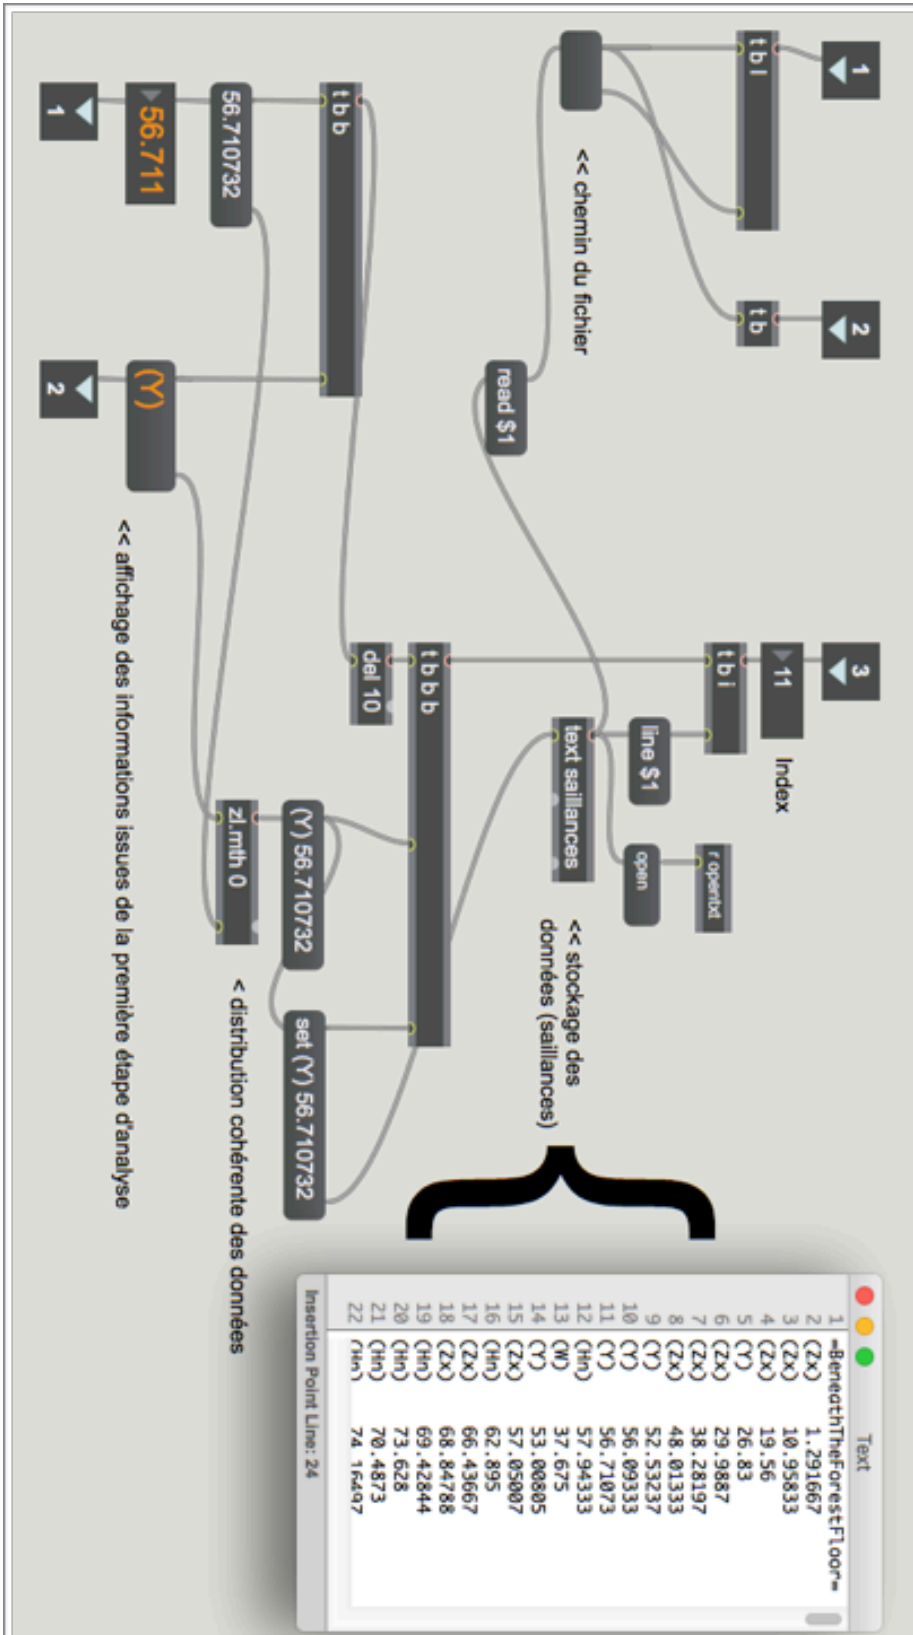 1
2
3
t b l
t b
11
Index
t b i
r opentxt
line $1
open
<< chemin du fichier
read $1
text saillances
<< stockage des
données (saillances)
t b b
del 10
t b b b
56.710732
(Y) 56.710732
set (Y) 56.710732
zl.mth 0
< distribution cohérente des données
56.711
(Y)
<< affichage des informations issues de la première étape d'analyse
1
2
Text
1 =BeneathTheForestFloor=
2 (Zx) 1.291667
3 (Zx) 10.95833
4 (Zx) 19.56
5 (Y) 26.83
6 (Zx) 29.9887
7 (Zx) 38.28197
8 (Zx) 48.01333
9 (Y) 52.53237
10 (Y) 56.09333
11 (Y) 56.71073
12 (Hn) 57.94333
13 (W) 37.675
14 (Y) 53.00805
15 (Zx) 57.05007
16 (Hn) 62.895
17 (Zx) 66.43667
18 (Zx) 68.84788
19 (Hn) 69.42844
20 (Hn) 73.628
21 (Hn) 70.4873
22 (Hn) 74.16497
Insertion Point Line: 24